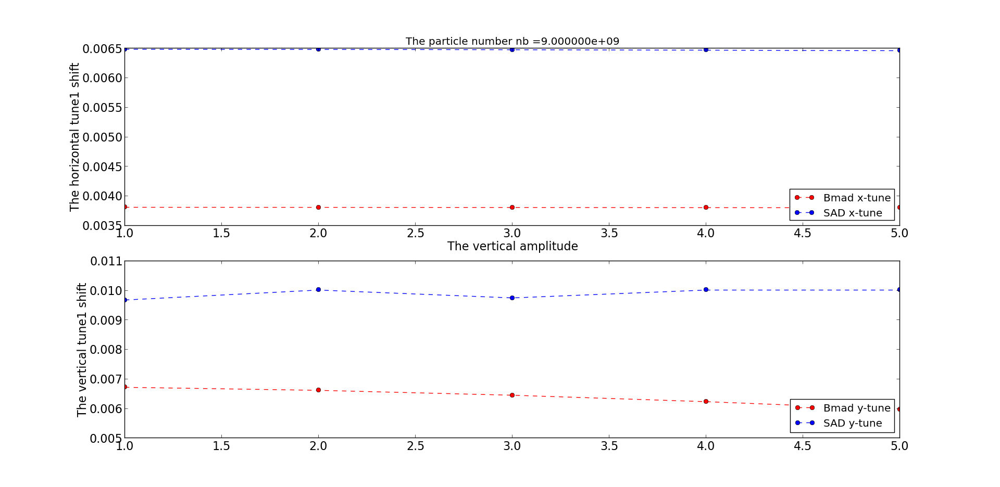 The particle number nb =9.000000e+09
The horizontal tune1 shift
0.0065
0.0060
0.0055
0.0050
0.0045
0.0040
0.0035
Bmad x-tune
SAD x-tune
1.0 1.5 2.0 2.5 3.0 3.5 4.0 4.5 5.0
The vertical amplitude
The vertical tune1 shift
0.011
0.010
0.009
0.008
0.007
0.006
0.005
Bmad y-tune
SAD y-tune
1.0 1.5 2.0 2.5 3.0 3.5 4.0 4.5 5.0